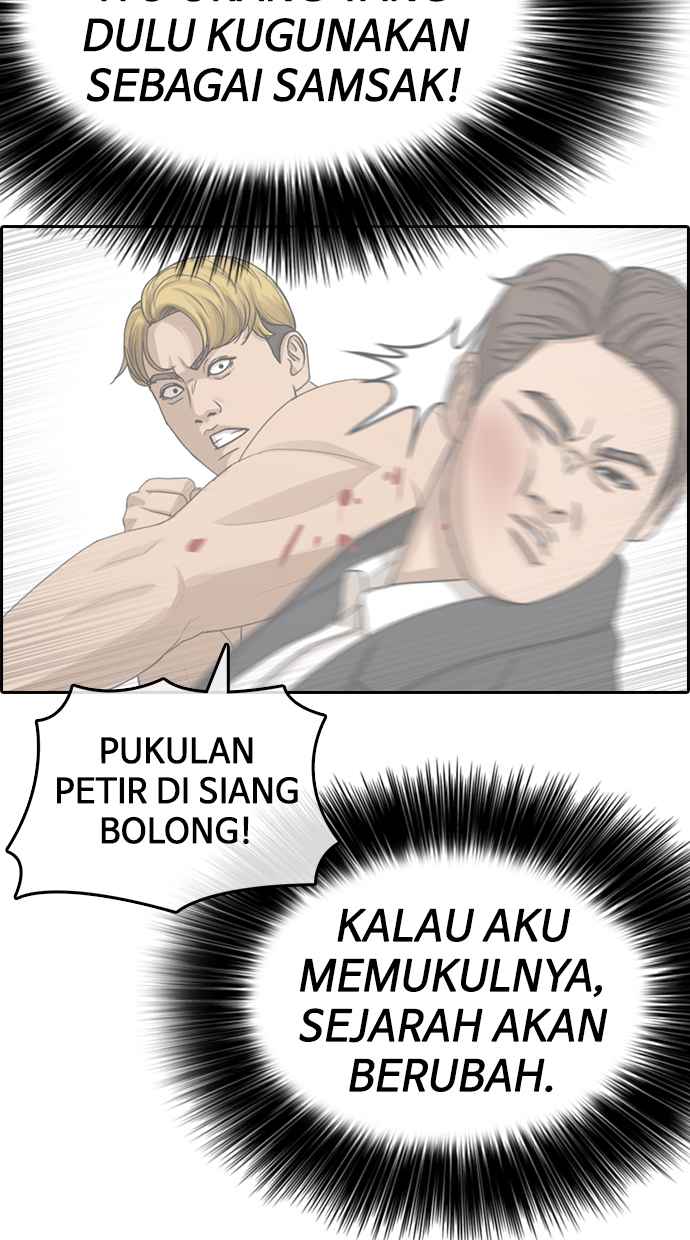 DULU KUGUNAKAN
SEBAGAI SAMSAK!
PUKULAN
PETIR DI SIANG
BOLONG!
KALAU AKU
MEMUKULNYA,
SEJARAH AKAN
BERUBAH.